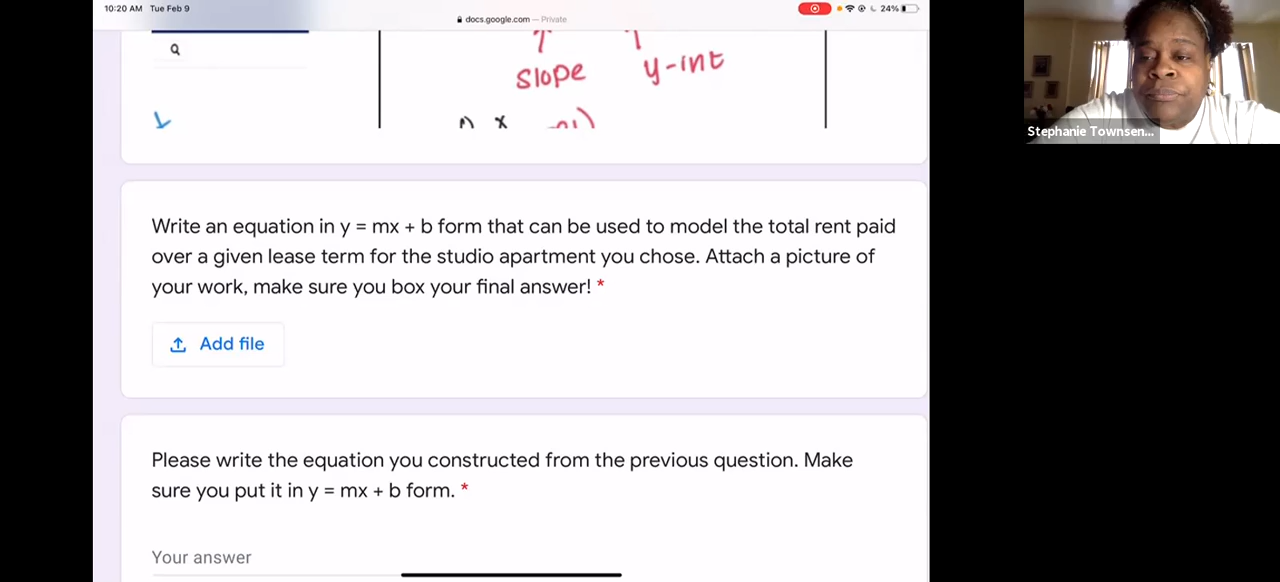 10:20 AM Tue Feb 9
docs.google.com — Private
24%
slope
y-int
Stephanie Townsen...
Write an equation in y = mx + b form that can be used to model the total rent paid
over a given lease term for the studio apartment you chose. Attach a picture of
your work, make sure you box your final answer! *
Add file
Please write the equation you constructed from the previous question. Make
sure you put it in y = mx + b form. *
Your answer